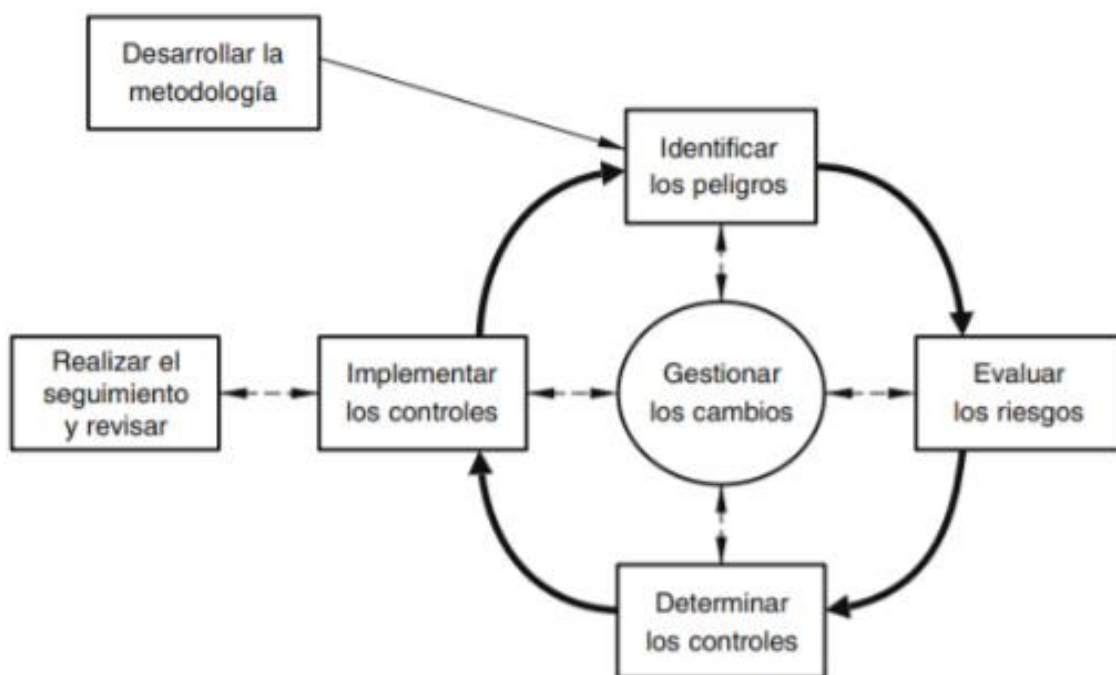 Desarrollar la
metodología
Identificar
los peligros
Realizar el
seguimiento
y revisar
Implementar
los controles
Gestionar
los cambios
Evaluar
los riesgos
Determinar
los controles